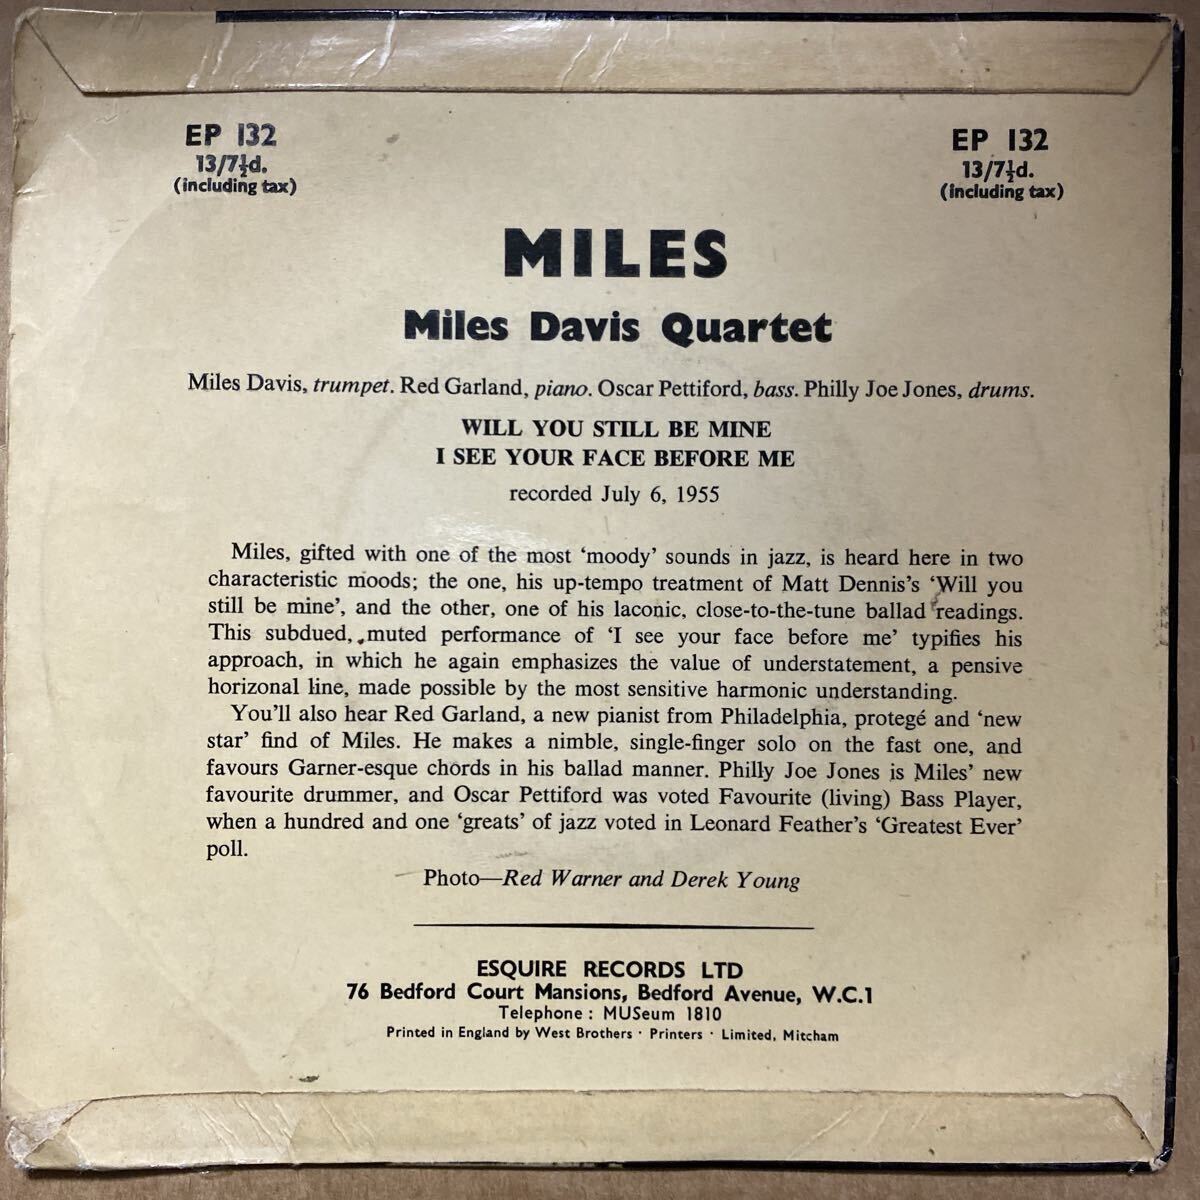 EP 132
13/7½d.
(including tax)
EP 132
13/7½d.
(including tax)
MILES
Miles Davis Quartet
Miles Davis, trumpet. Red Garland, piano. Oscar Pettiford, bass. Philly Joe Jones, drums.
WILL YOU STILL BE MINE
I SEE YOUR FACE BEFORE ME
recorded July 6, 1955
Miles, gifted with one of the most ‘moody’ sounds in jazz, is heard here in two
characteristic moods; the one, his up-tempo treatment of Matt Dennis’s ‘Will you
still be mine’, and the other, one of his laconic, close-to-the-tune ballad readings.
This subdued, muted performance of ‘I see your face before me’ typifies his
approach, in which he again emphasizes the value of understatement, a pensive
horizonal line, made possible by the most sensitive harmonic understanding.
You’ll also hear Red Garland, a new pianist from Philadelphia, protegé and ‘new
star’ find of Miles. He makes a nimble, single-finger solo on the fast one, and
favours Garner-esque chords in his ballad manner. Philly Joe Jones is Miles’ new
favourite drummer, and Oscar Pettiford was voted Favourite (living) Bass Player,
when a hundred and one ‘greats’ of jazz voted in Leonard Feather’s ‘Greatest Ever’
poll.
Photo—Red Warner and Derek Young
ESQUIRE RECORDS LTD
76 Bedford Court Mansions, Bedford Avenue, W.C.1
Telephone : MUSeum 1810
Printed in England by West Brothers · Printers · Limited, Mitcham